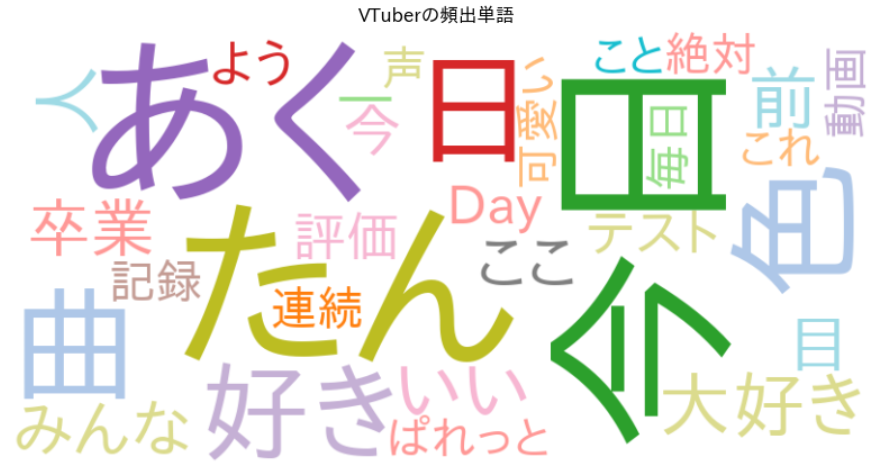 VTuberの頻出単語
あく
よう
声
一
今
人
日
可愛い
こと
絶対
今日
毎日
前
動画
これ
色
卒業
評価
Day
テスト
ここ
記録
連続
たん
曲
目
好き
いい
大好き
みんな
ぱれっと